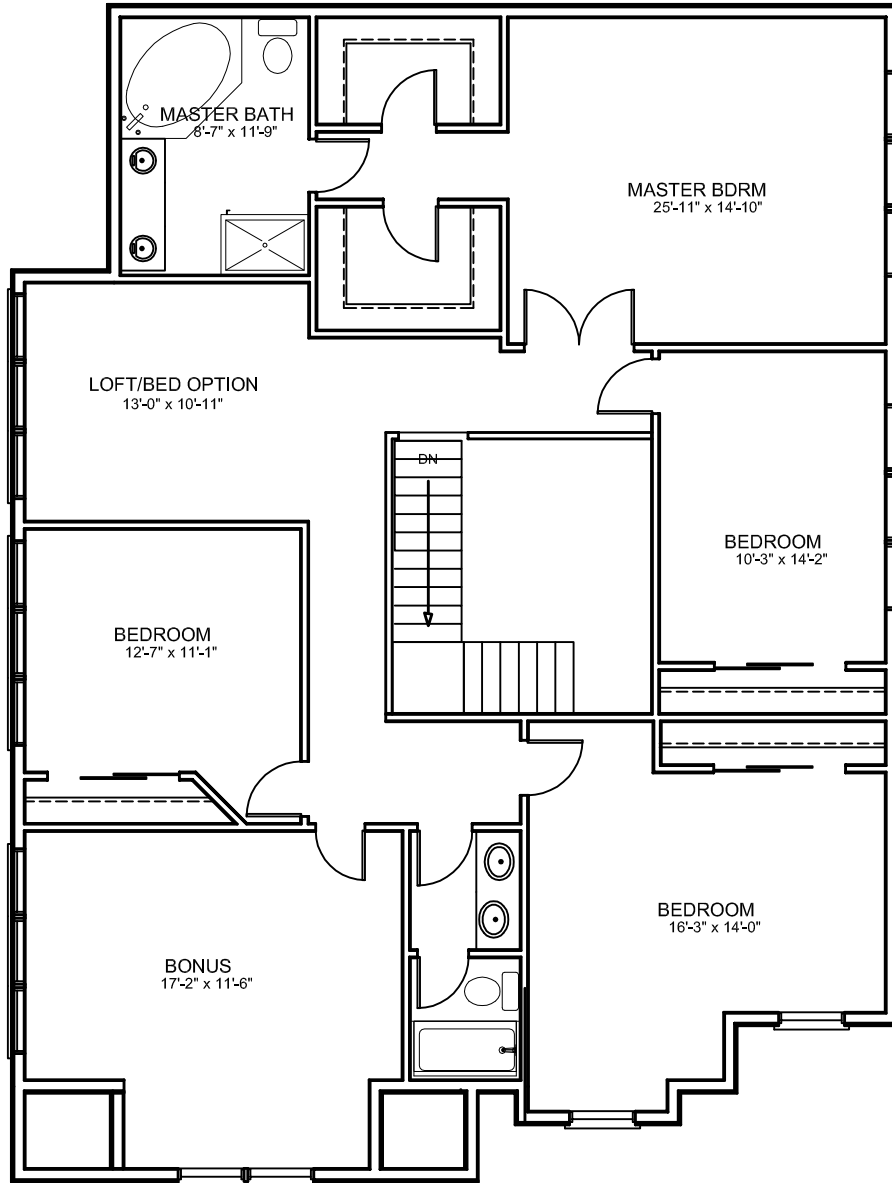 MASTER BATH
8'-7" x 11'-9"
MASTER BDRM
25'-11" x 14'-10"
LOFT/BED OPTION
13'-0" x 10'-11"
DN
BEDROOM
10'-3" x 14'-2"
BEDROOM
12'-7" x 11'-1"
BEDROOM
16'-3" x 14'-0"
BONUS
17'-2" x 11'-6"